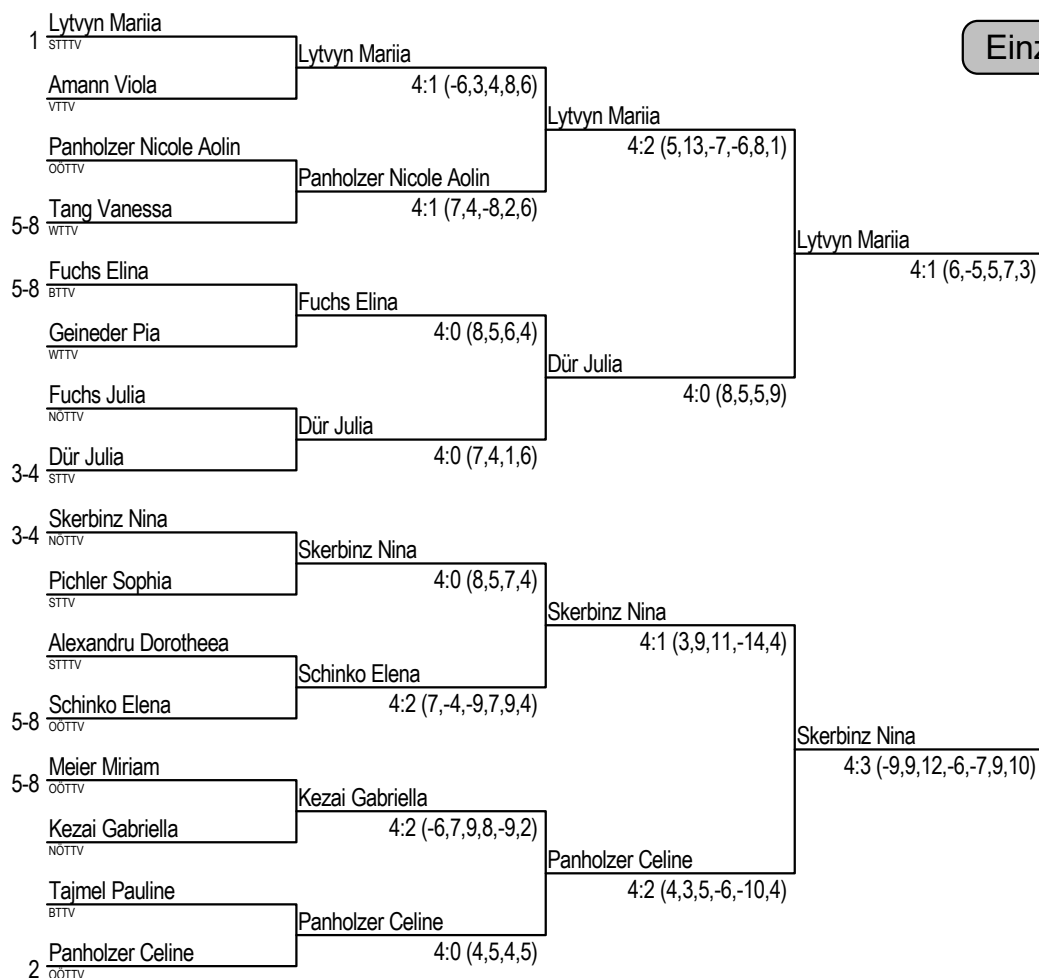 Lytvyn Mariia
1
STTTV
Lytvyn Mariia
Einz
Amann Viola
4:1 (-6,3,4,8,6)
VTTV
Lytvyn Mariia
Panholzer Nicole Aolin
4:2 (5,13,-7,-6,8,1)
OÖTTV
Panholzer Nicole Aolin
Tang Vanessa
4:1 (7,4,-8,2,6)
5-8
WTTV
Lytvyn Mariia
Fuchs Elina
4:1 (6,-5,5,7,3)
5-8
BTTV
Fuchs Elina
Geineder Pia
4:0 (8,5,6,4)
WTTV
Dür Julia
Fuchs Julia
4:0 (8,5,5,9)
NÖTTV
Dür Julia
Dür Julia
4:0 (7,4,1,6)
3-4
STTV
Skerbinz Nina
3-4
NÖTTV
Skerbinz Nina
Pichler Sophia
4:0 (8,5,7,4)
STTV
Skerbinz Nina
Alexandru Dorotheea
4:1 (3,9,11,-14,4)
STTTV
Schinko Elena
Schinko Elena
4:2 (7,-4,-9,7,9,4)
5-8
OÖTTV
Skerbinz Nina
Meier Miriam
4:3 (-9,9,12,-6,-7,9,10)
5-8
OÖTTV
Kezai Gabriella
Kezai Gabriella
4:2 (-6,7,9,8,-9,2)
NÖTTV
Panholzer Celine
Tajmel Pauline
4:2 (4,3,5,-6,-10,4)
BTTV
Panholzer Celine
Panholzer Celine
4:0 (4,5,4,5)
2
OÖTTV